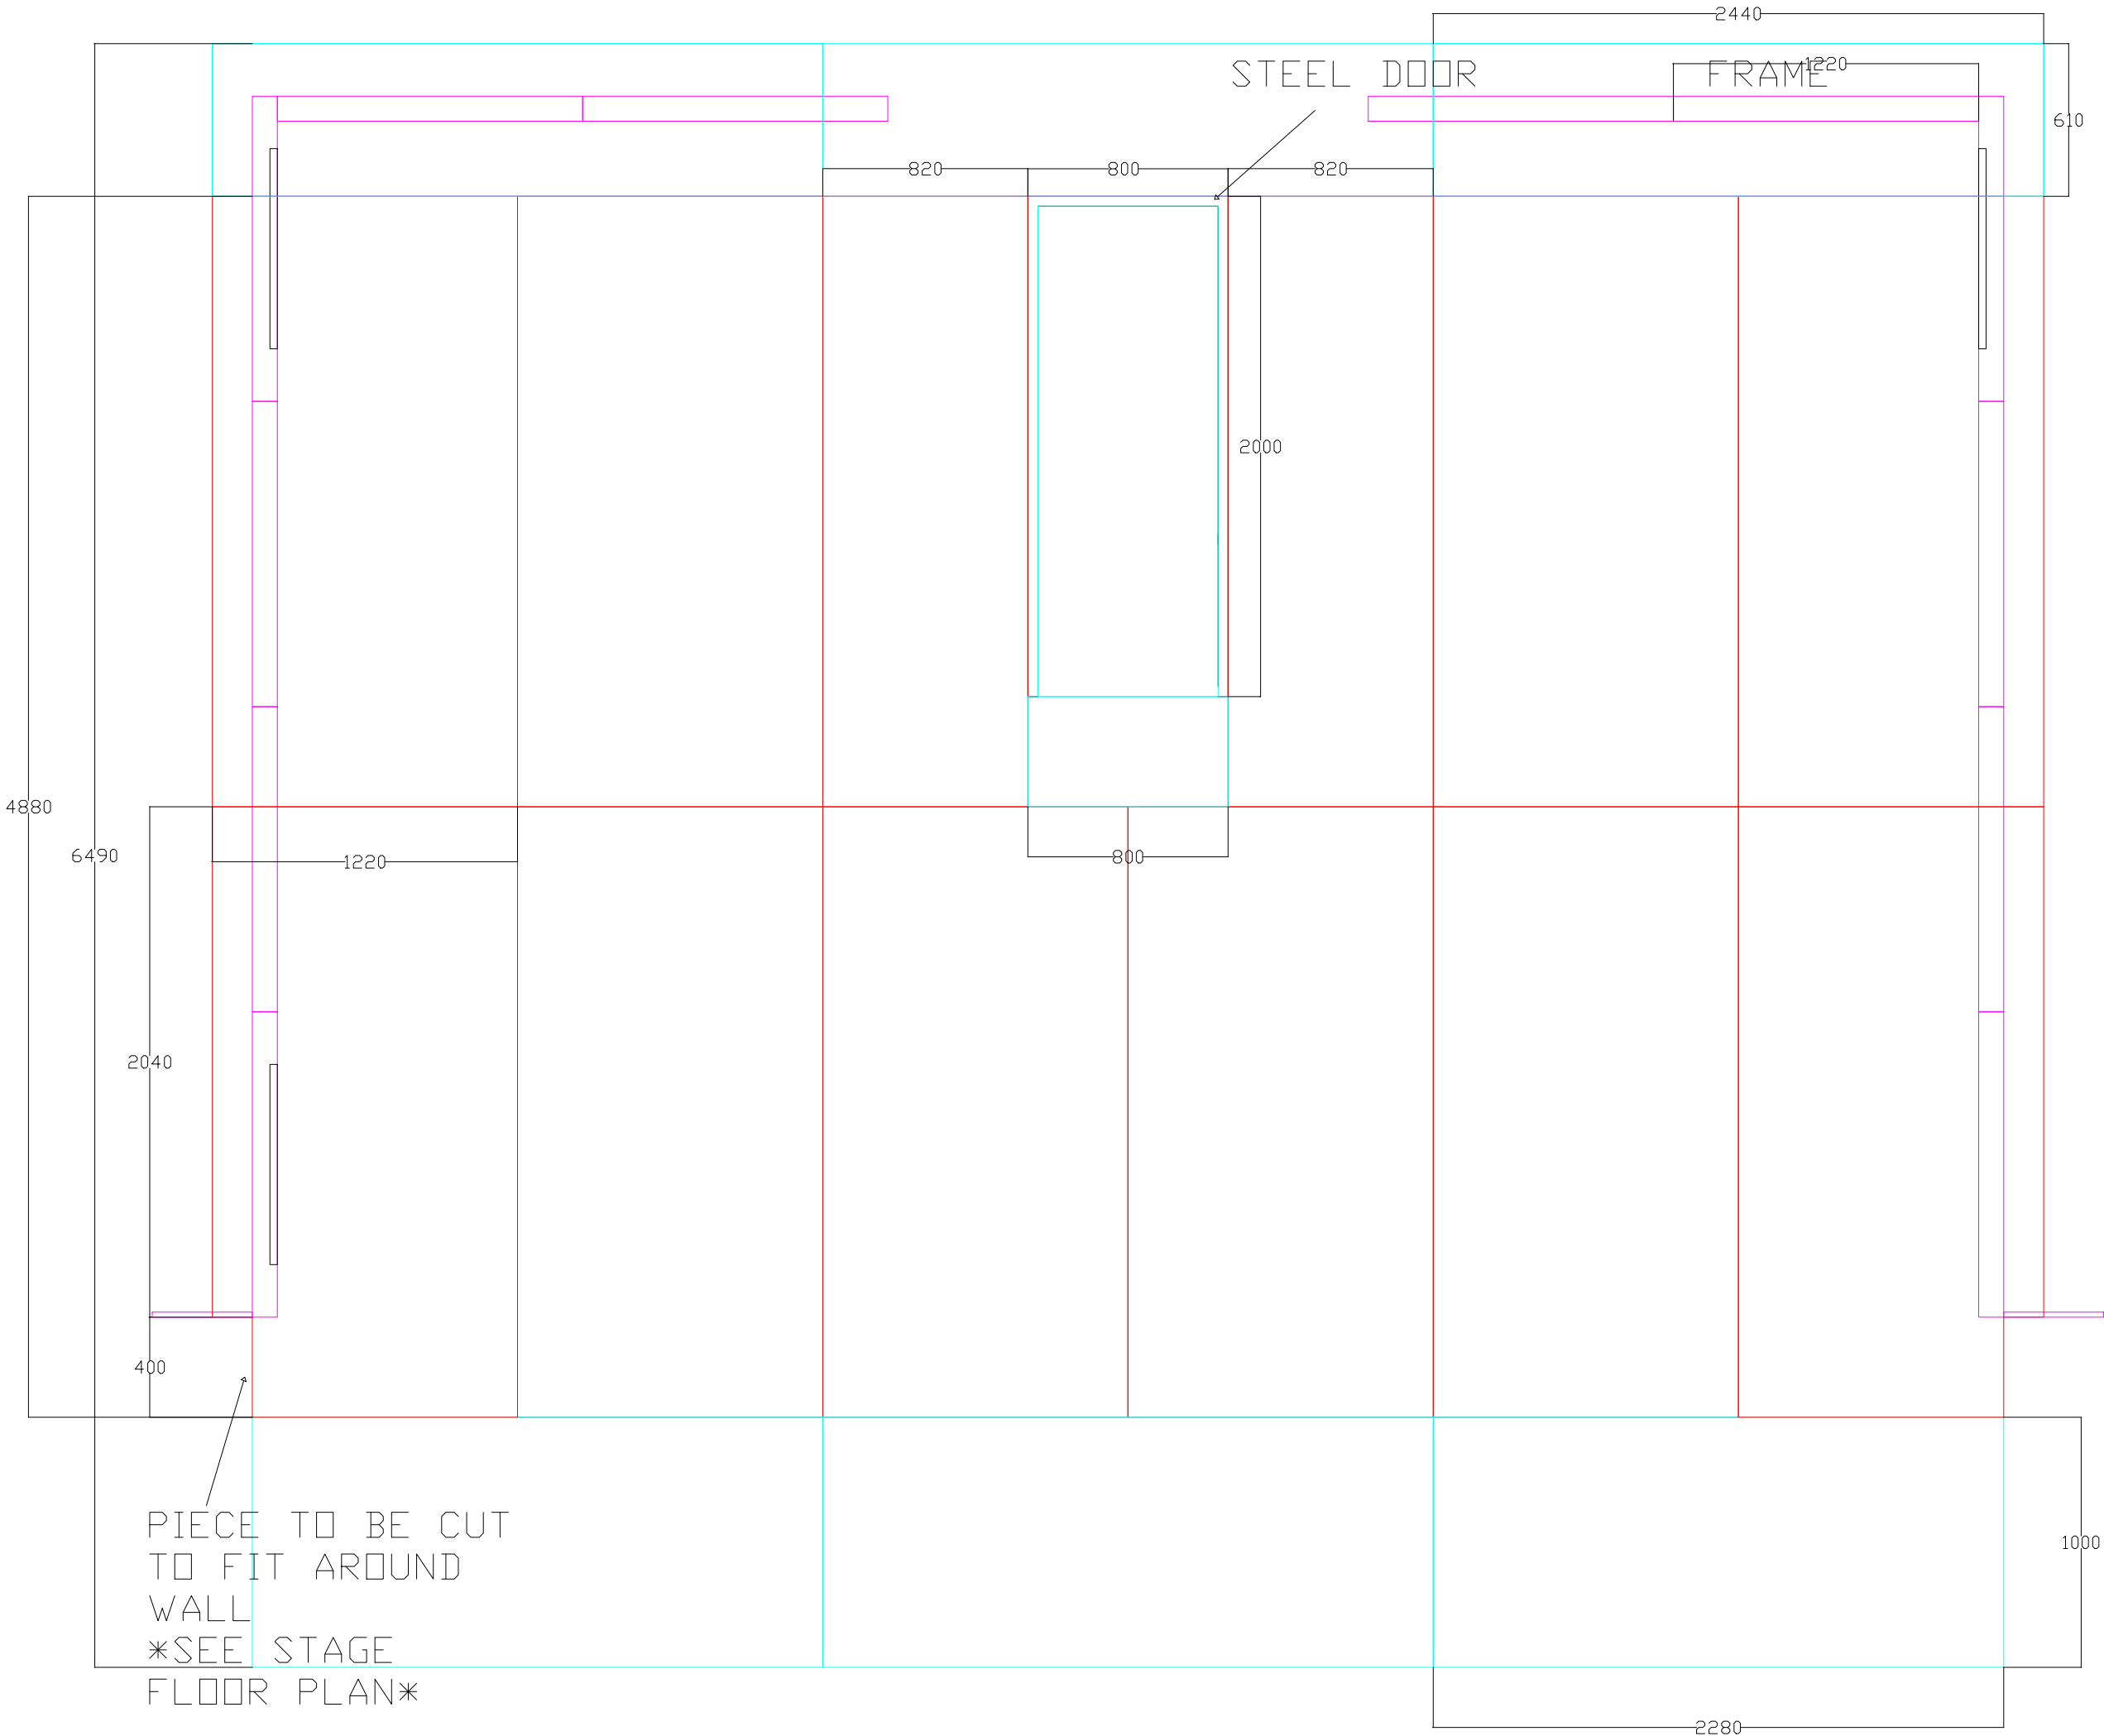 2440
STEEL DOOR FRAME
1220
610
820
800
820
2000
4880
6490
1220
800
2040
400
1000
PIECE TO BE CUT
TO FIT AROUND
WALL
*SEE STAGE
FLOOR PLAN*
2280